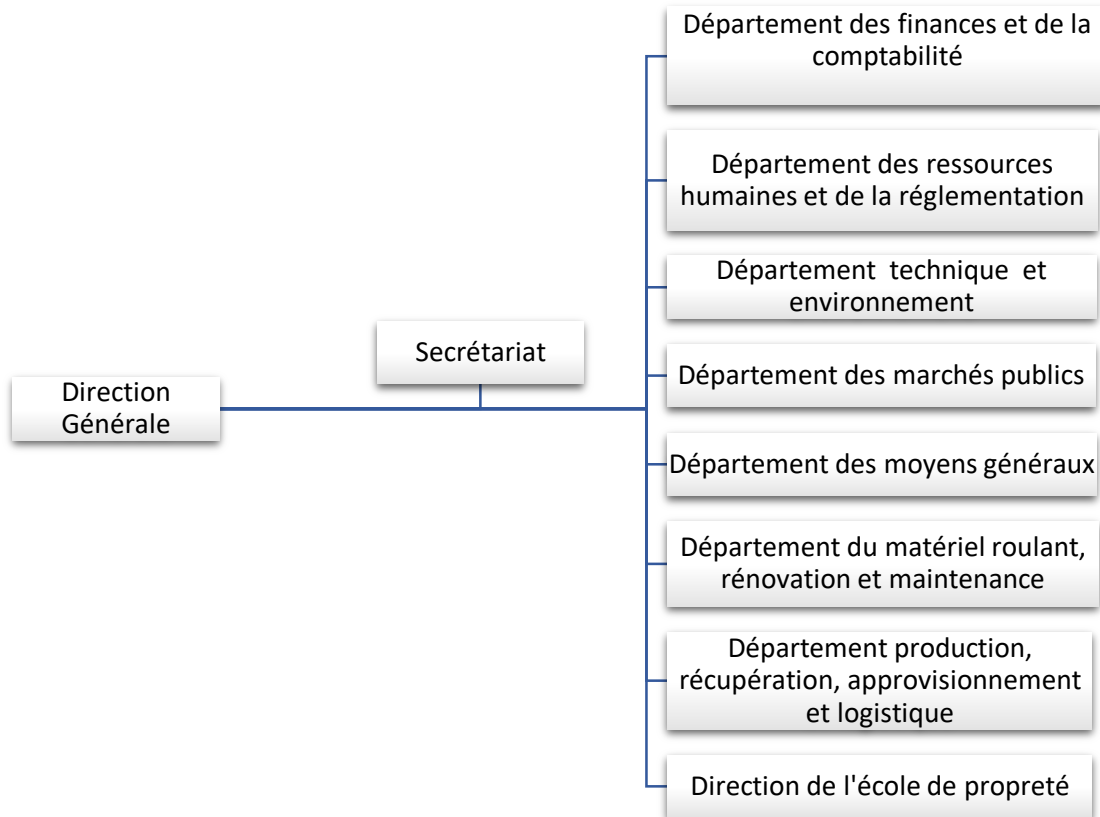 Direction
Générale
Secrétariat
Département des finances et de la
comptabilité
Département des ressources
humaines et de la réglementation
Département technique et
environnement
Département des marchés publics
Département des moyens généraux
Département du matériel roulant,
rénovation et maintenance
Département production,
récupération, approvisionnement
et logistique
Direction de l'école de propreté